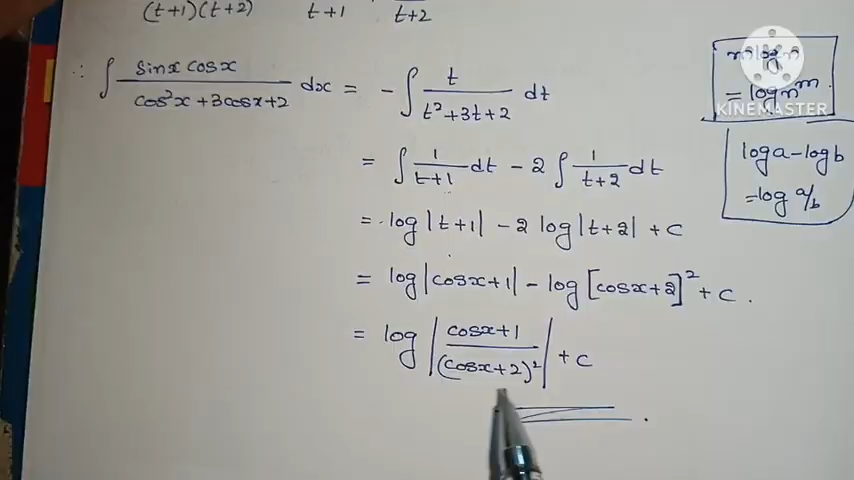 (t+1)(t+2) t+1 t+2
∴ ∫ sinx cosx / cos²x +3cosx+2 dx = - ∫ t / t²+3t+2 dt
= ∫ 1/t+1 dt - 2 ∫ 1/t+2 dt
= log |t+1| - 2 log|t+2| + c
= log|cosx+1| - log [cosx+2]² + c .
= log | cosx+1 / (cosx+2)² | + c
m log n
= log n^m .
KINEMASTER
log a - log b
= log a/b